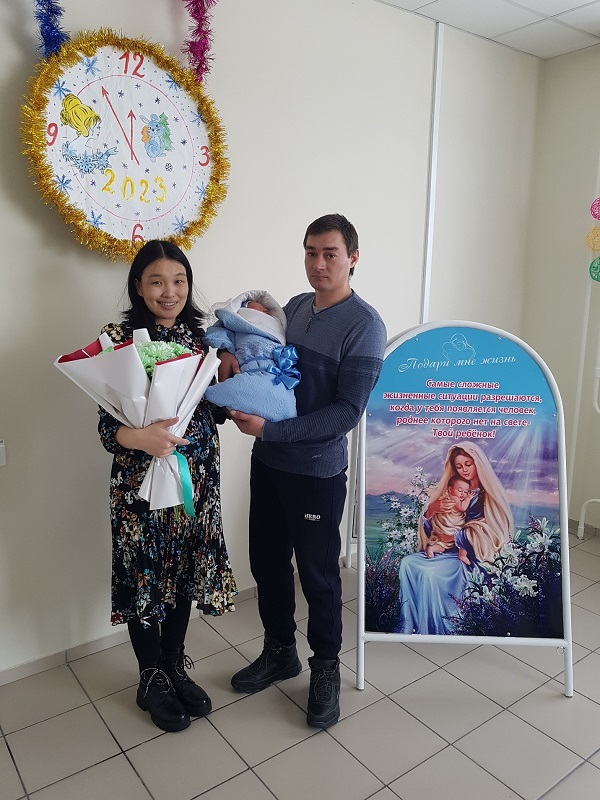 12
9
3
2023
6
HERO
Подари мне жизнь
Самые сложные
жизненные ситуации разрешаются,
когда у тебя появляется человек,
роднее которого нет на свете -
Твой ребёнок!